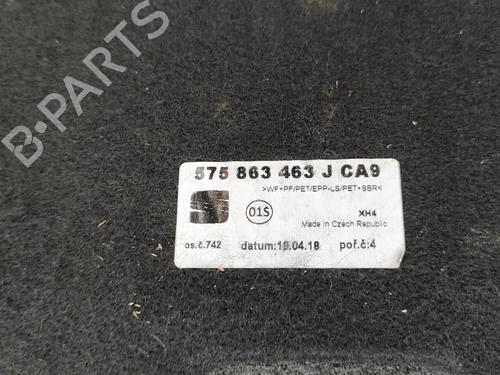 B-Parts
575 863 463 J CA9
>WF+PF/PET/EPP-LS/PET+SBR<
01S
XH4
Made in Czech Republic
os.č.742
datum:19.04.18
poř.č:4